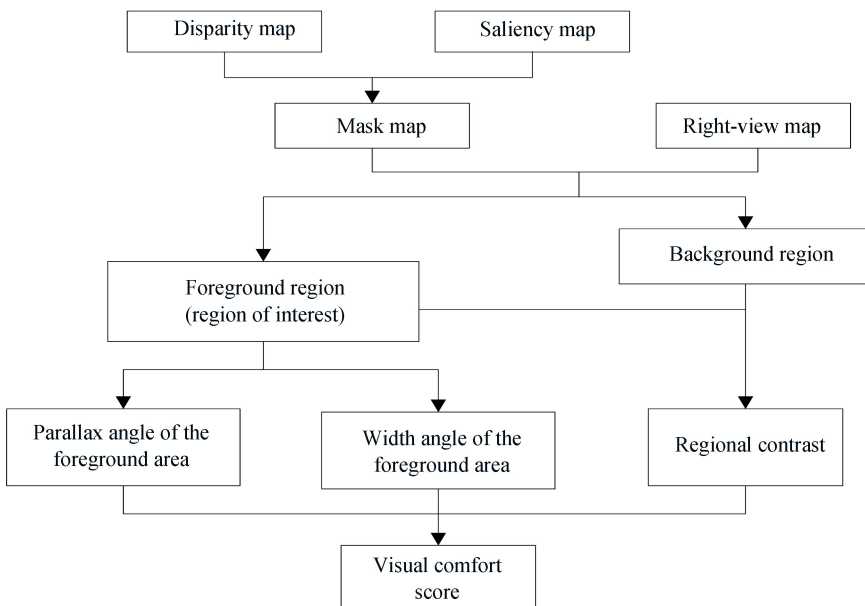 Disparity map
Saliency map
Mask map
Right-view map
Background region
Foreground region
(region of interest)
Parallax angle of the
foreground area
Width angle of the
foreground area
Regional contrast
Visual comfort
score